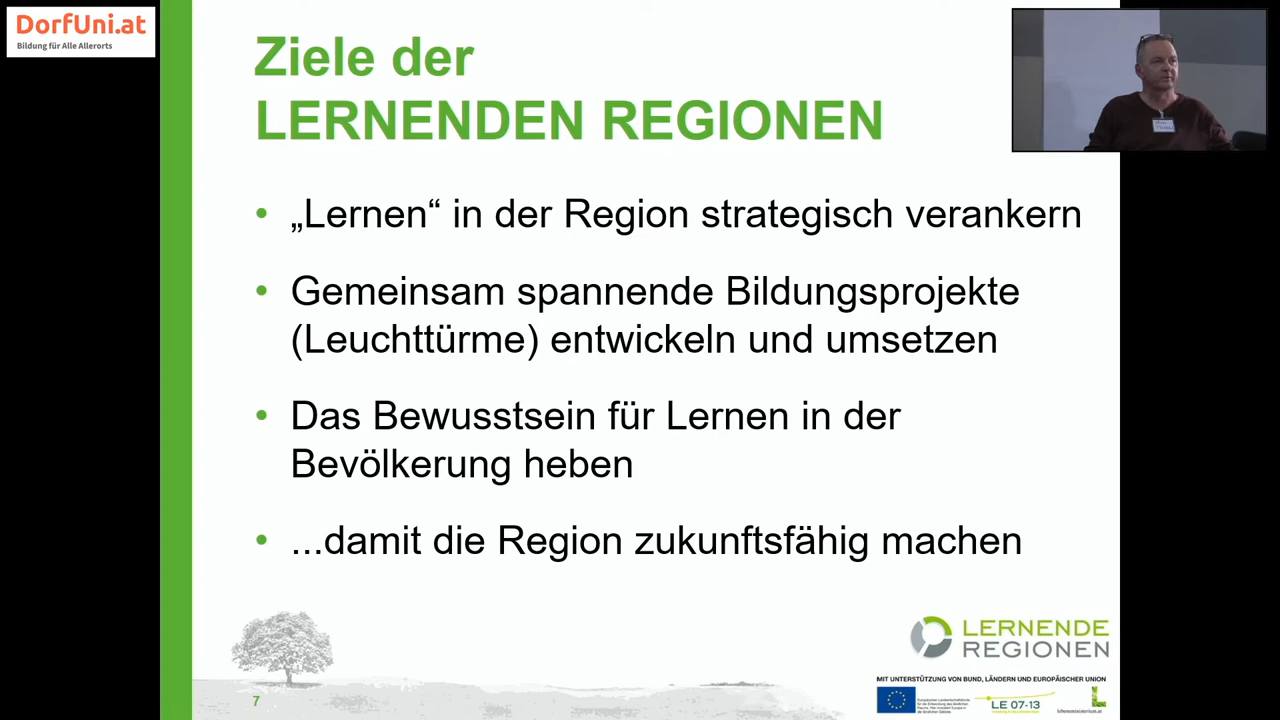 DorfUni.at
Bildung für Alle Allerorts
Ziele der
LERNENDEN REGIONEN
• „Lernen“ in der Region strategisch verankern
• Gemeinsam spannende Bildungsprojekte
(Leuchttürme) entwickeln und umsetzen
• Das Bewusstsein für Lernen in der
Bevölkerung heben
• ...damit die Region zukunftsfähig machen
LERNENDE
REGIONEN
MIT UNTERSTÜTZUNG VON BUND, LÄNDERN UND EUROPÄISCHER UNION
LE 07-13
lebensministerium.at
7